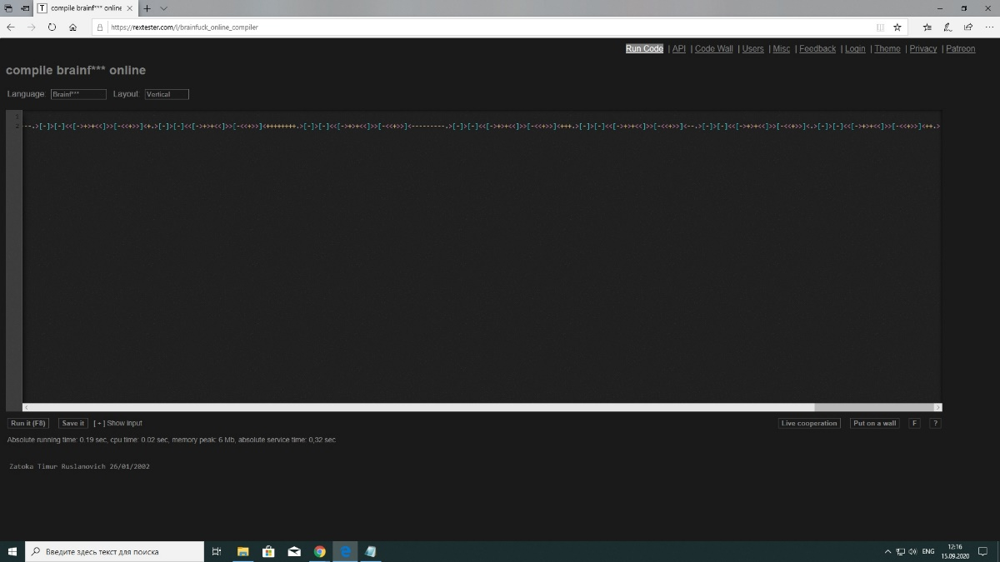 compile brainf*** online
https://rextester.com/l/brainfuck_online_compiler
Run Code | API | Code Wall | Users | Misc | Feedback | Login | Theme | Privacy | Patreon
compile brainf*** online
Language: Brainf*** Layout: Vertical
1
2 --.>[-]>[-]<<[->+>+<<]>>[-<<+>>]<+.>[-]>[-]<<[->+>+<<]>>[-<<+>>]<++++++++.>[-]>[-]<<[->+>+<<]>>[-<<+>>]<---------.>[-]>[-]<<[->+>+<<]>>[-<<+>>]<+++.>[-]>[-]<<[->+>+<<]>>[-<<+>>]<--.>[-]>[-]<<[->+>+<<]>>[-<<+>>]<.>[-]>[-]<<[->+>+<<]>>[-<<+>>]<++.>
Run it (F8) Save it [ + ] Show input Live cooperation Put on a wall F ?
Absolute running time: 0.19 sec, cpu time: 0.02 sec, memory peak: 6 Mb, absolute service time: 0,32 sec
Zatoka Timur Ruslanovich 26/01/2002
Введите здесь текст для поиска
ENG 12:16
15.09.2020